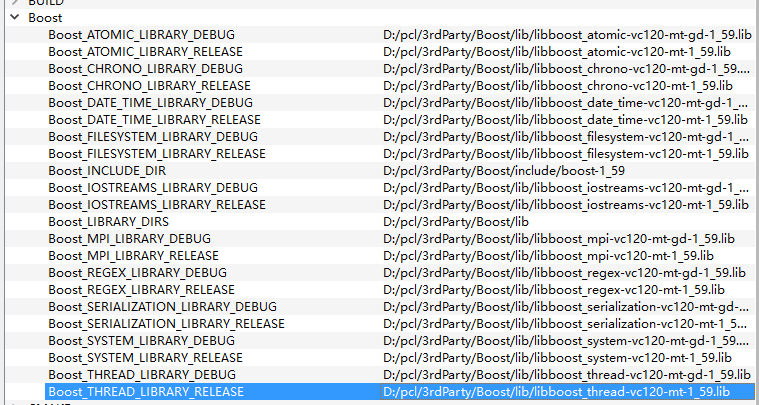 BUILD
Boost
Boost_ATOMIC_LIBRARY_DEBUG D:/pcl/3rdParty/Boost/lib/libboost_atomic-vc120-mt-gd-1_59.lib
Boost_ATOMIC_LIBRARY_RELEASE D:/pcl/3rdParty/Boost/lib/libboost_atomic-vc120-mt-1_59.lib
Boost_CHRONO_LIBRARY_DEBUG D:/pcl/3rdParty/Boost/lib/libboost_chrono-vc120-mt-gd-1_59....
Boost_CHRONO_LIBRARY_RELEASE D:/pcl/3rdParty/Boost/lib/libboost_chrono-vc120-mt-1_59.lib
Boost_DATE_TIME_LIBRARY_DEBUG D:/pcl/3rdParty/Boost/lib/libboost_date_time-vc120-mt-gd-1_...
Boost_DATE_TIME_LIBRARY_RELEASE D:/pcl/3rdParty/Boost/lib/libboost_date_time-vc120-mt-1_59.lib
Boost_FILESYSTEM_LIBRARY_DEBUG D:/pcl/3rdParty/Boost/lib/libboost_filesystem-vc120-mt-gd-1_...
Boost_FILESYSTEM_LIBRARY_RELEASE D:/pcl/3rdParty/Boost/lib/libboost_filesystem-vc120-mt-1_59.lib
Boost_INCLUDE_DIR D:/pcl/3rdParty/Boost/include/boost-1_59
Boost_IOSTREAMS_LIBRARY_DEBUG D:/pcl/3rdParty/Boost/lib/libboost_iostreams-vc120-mt-gd-1_...
Boost_IOSTREAMS_LIBRARY_RELEASE D:/pcl/3rdParty/Boost/lib/libboost_iostreams-vc120-mt-1_59.lib
Boost_LIBRARY_DIRS D:/pcl/3rdParty/Boost/lib
Boost_MPI_LIBRARY_DEBUG D:/pcl/3rdParty/Boost/lib/libboost_mpi-vc120-mt-gd-1_59.lib
Boost_MPI_LIBRARY_RELEASE D:/pcl/3rdParty/Boost/lib/libboost_mpi-vc120-mt-1_59.lib
Boost_REGEX_LIBRARY_DEBUG D:/pcl/3rdParty/Boost/lib/libboost_regex-vc120-mt-gd-1_59.lib
Boost_REGEX_LIBRARY_RELEASE D:/pcl/3rdParty/Boost/lib/libboost_regex-vc120-mt-1_59.lib
Boost_SERIALIZATION_LIBRARY_DEBUG D:/pcl/3rdParty/Boost/lib/libboost_serialization-vc120-mt-gd-...
Boost_SERIALIZATION_LIBRARY_RELEASE D:/pcl/3rdParty/Boost/lib/libboost_serialization-vc120-mt-1_5...
Boost_SYSTEM_LIBRARY_DEBUG D:/pcl/3rdParty/Boost/lib/libboost_system-vc120-mt-gd-1_59....
Boost_SYSTEM_LIBRARY_RELEASE D:/pcl/3rdParty/Boost/lib/libboost_system-vc120-mt-1_59.lib
Boost_THREAD_LIBRARY_DEBUG D:/pcl/3rdParty/Boost/lib/libboost_thread-vc120-mt-gd-1_59.lib
Boost_THREAD_LIBRARY_RELEASE D:/pcl/3rdParty/Boost/lib/libboost_thread-vc120-mt-1_59.lib